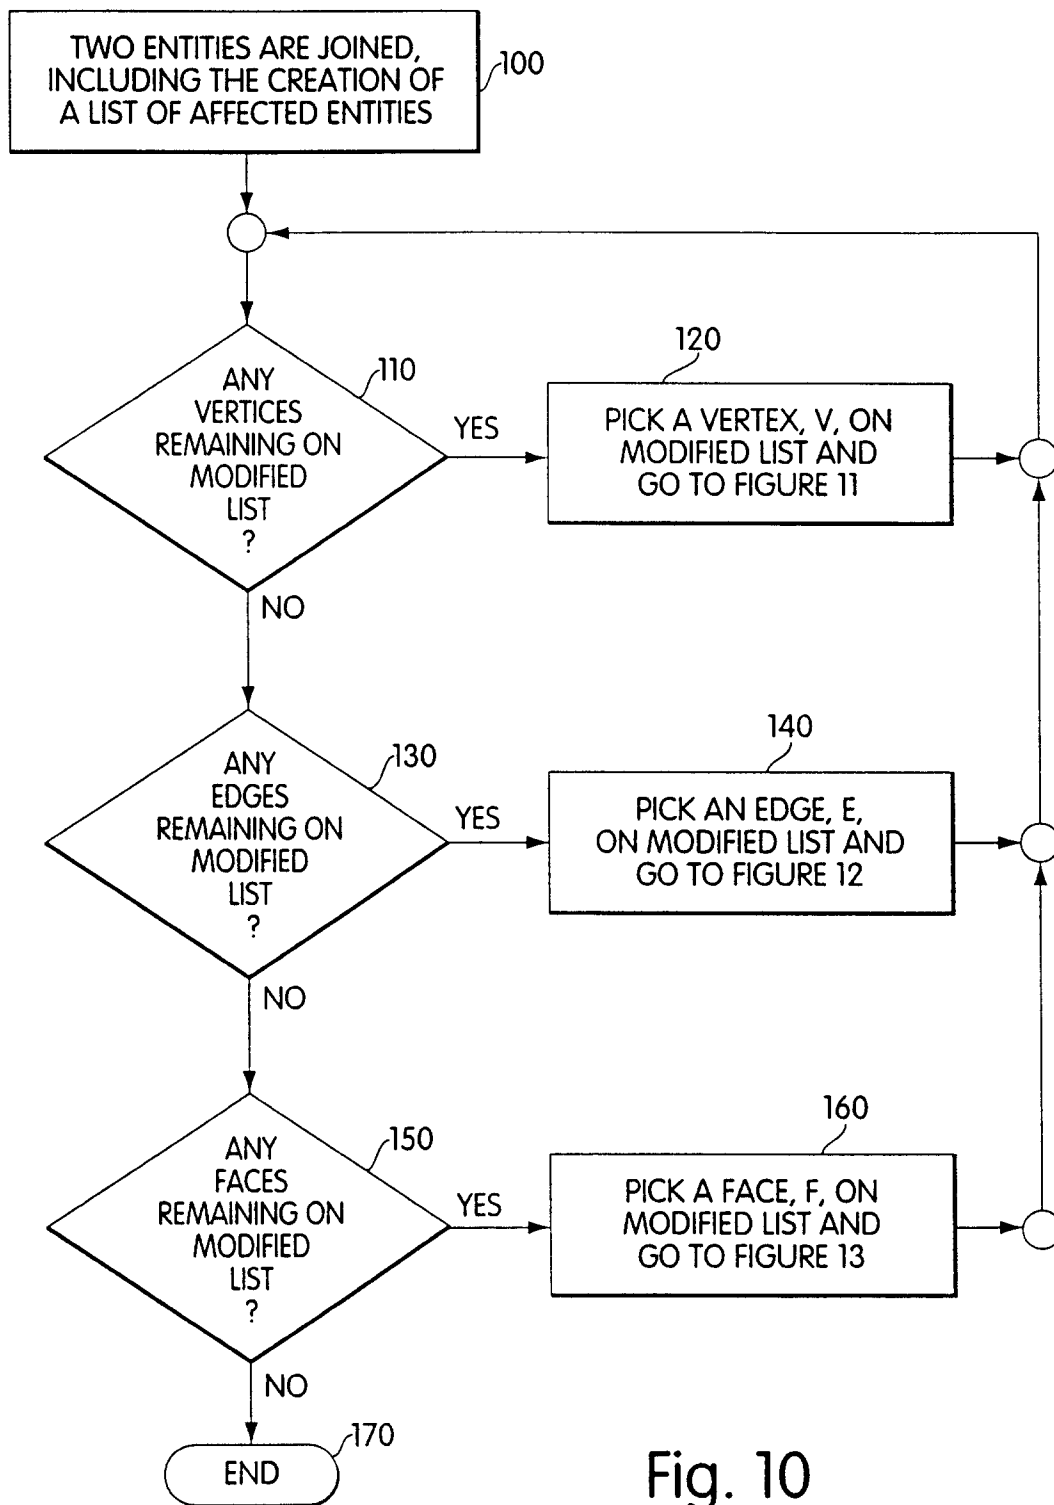 TWO ENTITIES ARE JOINED,
INCLUDING THE CREATION OF
A LIST OF AFFECTED ENTITIES
100
ANY
VERTICES
REMAINING ON
MODIFIED
LIST
?
110
YES
120
PICK A VERTEX, V, ON
MODIFIED LIST AND
GO TO FIGURE 11
NO
ANY
EDGES
REMAINING ON
MODIFIED
LIST
?
130
YES
140
PICK AN EDGE, E,
ON MODIFIED LIST AND
GO TO FIGURE 12
NO
ANY
FACES
REMAINING ON
MODIFIED
LIST
?
150
YES
160
PICK A FACE, F, ON
MODIFIED LIST AND
GO TO FIGURE 13
NO
END
170
Fig. 10